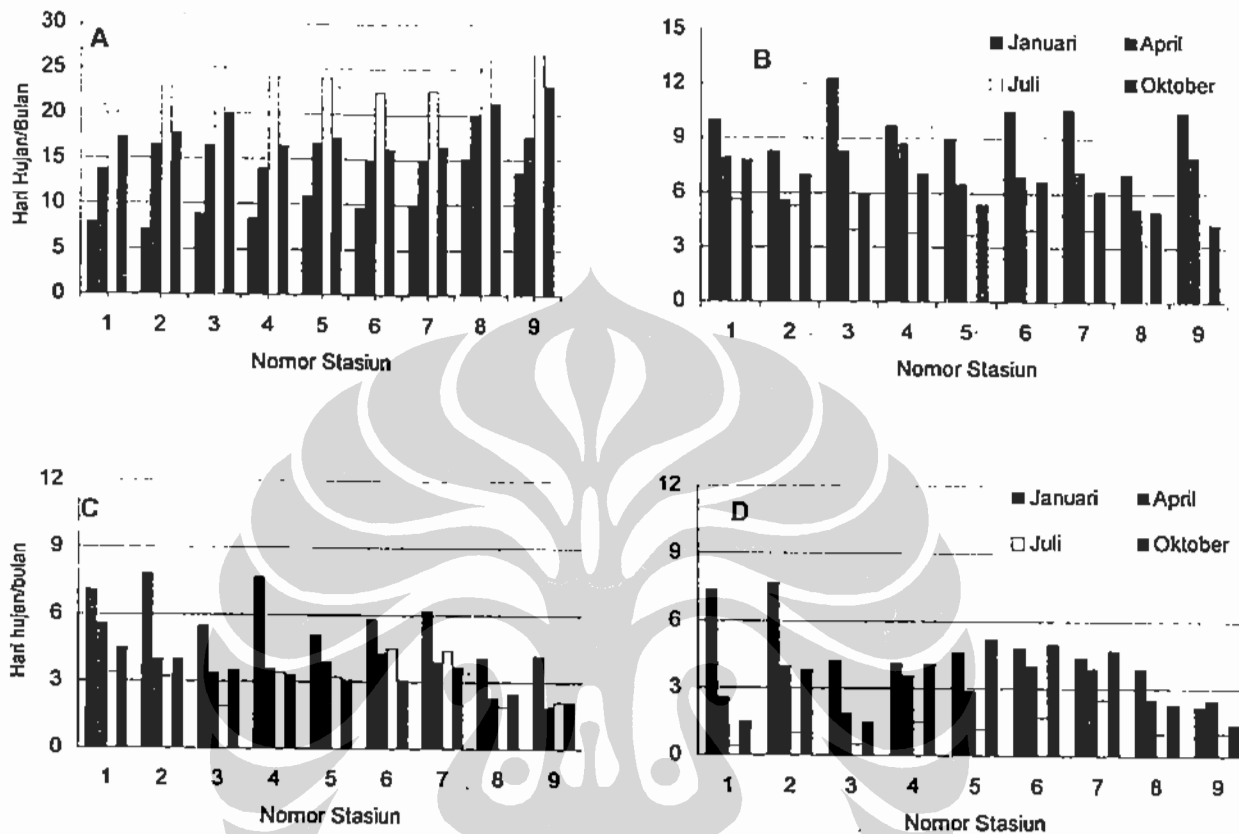 A
30
25
20
15
10
5
0
Hari Hujan/Bulan
1 2 3 4 5 6 7 8 9
Nomor Stasiun
B
Januari April
Juli Oktober
15
12
9
6
3
0
1 2 3 4 5 6 7 8 9
Nomor Stasiun
C
12
9
6
3
0
Hari hujan/bulan
1 2 3 4 5 6 7 8 9
Nomor Stasiun
D
Januari April
Juli Oktober
12
9
6
3
0
1 2 3 4 5 6 7 8 9
Nomor Stasiun